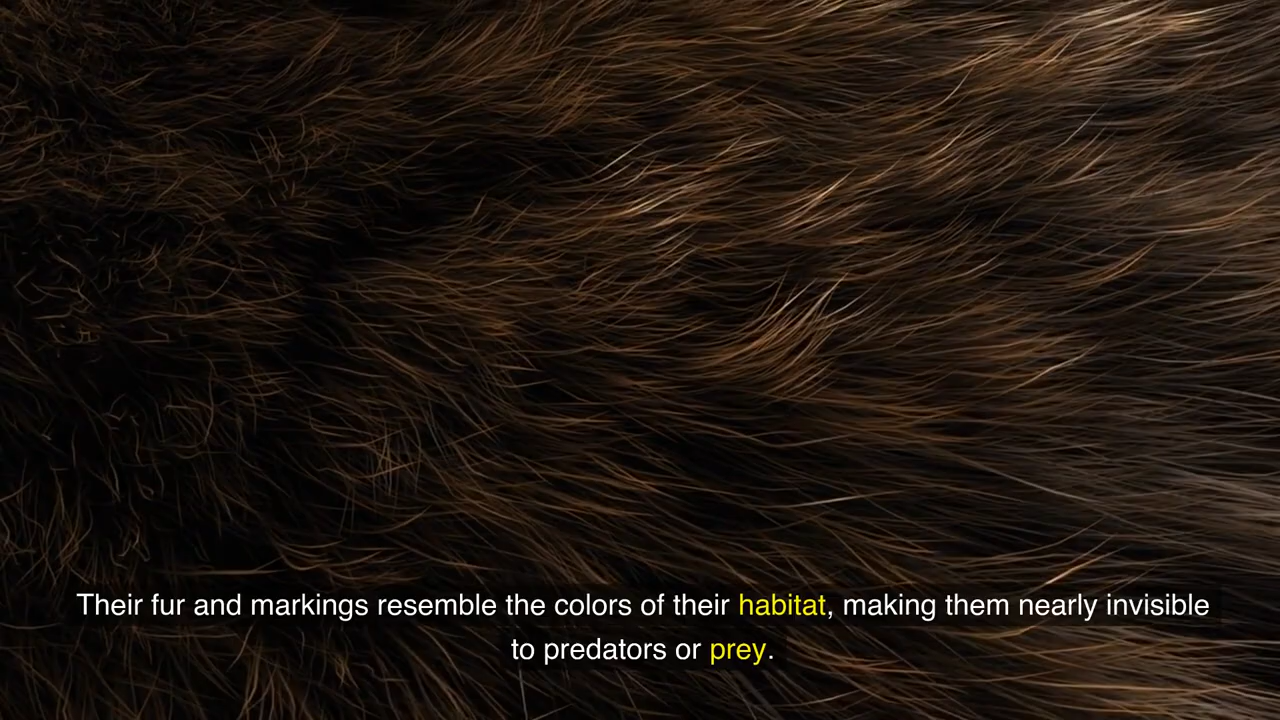 Their fur and markings resemble the colors of their habitat, making them nearly invisible
to predators or prey.